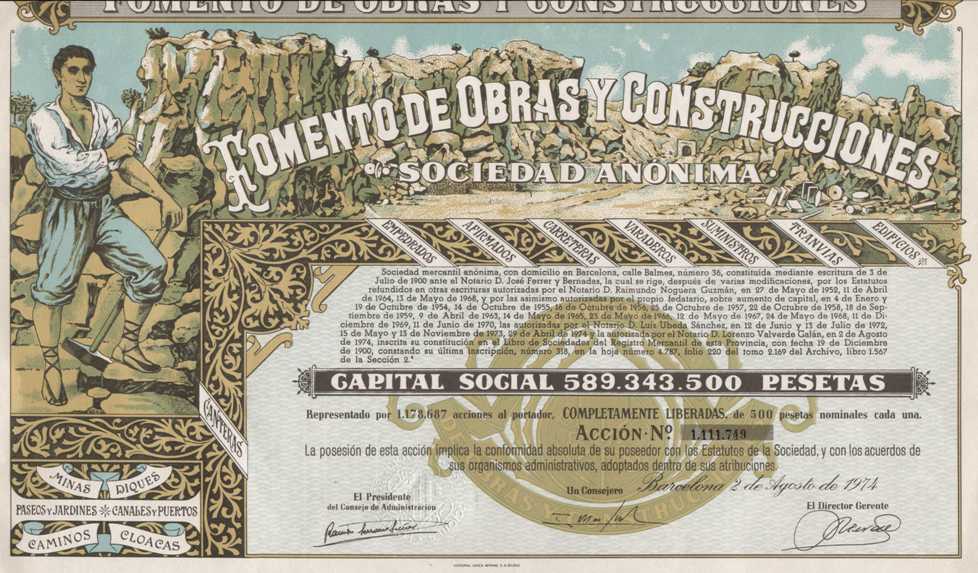 FOMENTO DE OBRAS Y CONSTRUCCIONES
FOMENTO DE OBRAS Y CONSTRUCCIONES
SOCIEDAD ANÓNIMA
EMPEDRADOS
AFIRMADOS
CARRETERAS
VARADEROS
SUMINISTROS
TRANVIAS
EDIFICIOS
Sociedad mercantil anónima, con domicilio en Barcelona, calle Balmes, número 36, constituída mediante escritura de 3 de
Julio de 1900 ante el Notario D. José Ferrer y Bernades, la cual se rige, después de varias modificaciones, por los Estatutos
refundidos en otras escrituras autorizadas por el Notario D. Raimundo Noguera Guzmán, en 27 de Mayo de 1952, 11 de Abril
de 1964, 13 de Mayo de 1968, y por las asimismo autorizadas por el propio fedatario, sobre aumento de capital, en 4 de Enero y
19 de Octubre de 1954, 14 de Octubre de 1955, 16 de Octubre de 1956, 25 de Octubre de 1957, 22 de Octubre de 1958, 18 de Sep-
tiembre de 1959, 9 de Abril de 1963, 14 de Mayo de 1965, 23 de Mayo de 1966, 12 de Mayo de 1967, 24 de Mayo de 1968, 11 de Di-
ciembre de 1969, 11 de Junio de 1970, las autorizadas por el Notario D. Luis Ubeda Sánchez, en 12 de Junio y 13 de Julio de 1972,
15 de Mayo y 13 de Noviembre de 1973, 29 de Abril de 1974 y la autorizada por el Notario D. Lorenzo Valverde Galán, en 2 de Agosto
de 1974, inscrita su constitución en el Libro de Sociedades del Registro Mercantil de esta Provincia, con fecha 19 de Diciembre
de 1900, constando su última inscripción, número 318, en la hoja número 4.787, folio 220 del tomo 2.169 del Archivo, libro 1.567
de la Sección 2.ª
CAPITAL SOCIAL 589.343.500 PESETAS
Representado por 1.178.687 acciones al portador, COMPLETAMENTE LIBERADAS, de 500 pesetas nominales cada una.
ACCIÓN Nº 1.111.749
La posesión de esta acción implica la conformidad absoluta de su poseedor con los Estatutos de la Sociedad, y con los acuerdos de
sus organismos administrativos, adoptados dentro de sus atribuciones.
Barcelona 2 de Agosto de 1974
El Presidente
del Consejo de Administración
Un Consejero
El Director Gerente
CANTERAS
MINAS
DIQUES
PASEOS Y JARDINES
CANALES Y PUERTOS
CAMINOS
CLOACAS